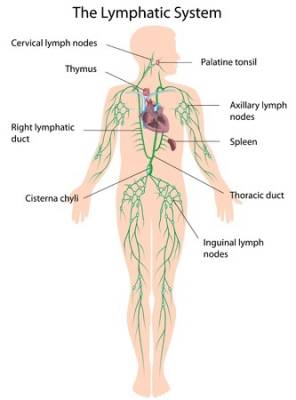 The Lymphatic System
Cervical lymph nodes
Thymus
Palatine tonsil
Axillary lymph
nodes
Right lymphatic
duct
Spleen
Cisterna chyli
Thoracic duct
Inguinal lymph
nodes